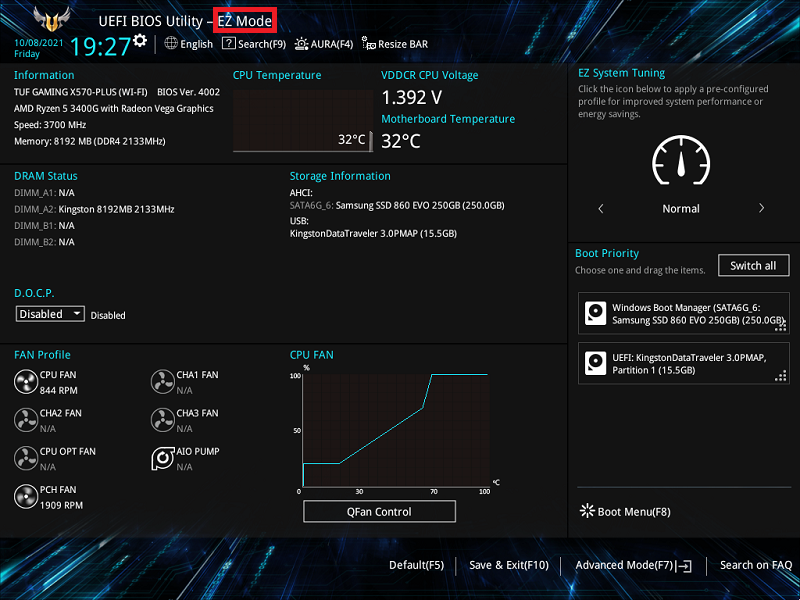 UEFI BIOS Utility – EZ Mode
10/08/2021
Friday
19:27
English
Search(F9)
AURA(F4)
Resize BAR
Information
TUF GAMING X570-PLUS (WI-FI) BIOS Ver. 4002
AMD Ryzen 5 3400G with Radeon Vega Graphics
Speed: 3700 MHz
Memory: 8192 MB (DDR4 2133MHz)
CPU Temperature
32°C
VDDCR CPU Voltage
1.392 V
Motherboard Temperature
32°C
EZ System Tuning
Click the icon below to apply a pre-configured
profile for improved system performance or
energy savings.
Normal
DRAM Status
DIMM_A1: N/A
DIMM_A2: Kingston 8192MB 2133MHz
DIMM_B1: N/A
DIMM_B2: N/A
Storage Information
AHCI:
SATA6G_6: Samsung SSD 860 EVO 250GB (250.0GB)
USB:
KingstonDataTraveler 3.0PMAP (15.5GB)
D.O.C.P.
Disabled
Disabled
Boot Priority
Choose one and drag the items.
Switch all
Windows Boot Manager (SATA6G_6:
Samsung SSD 860 EVO 250GB) (250.0GB)
UEFI: KingstonDataTraveler 3.0PMAP,
Partition 1 (15.5GB)
Boot Menu(F8)
FAN Profile
CPU FAN
844 RPM
CHA1 FAN
N/A
CHA2 FAN
N/A
CHA3 FAN
N/A
CPU OPT FAN
N/A
AIO PUMP
N/A
PCH FAN
1909 RPM
CPU FAN
%
100
50
0
30
70
100
°C
QFan Control
Default(F5)
Save & Exit(F10)
Advanced Mode(F7)
Search on FAQ